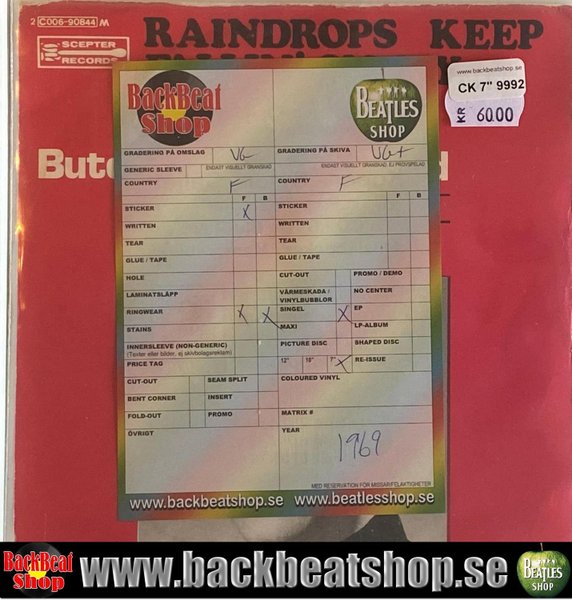 2 C006-90844 M
SCEPTER
RECORDS
RAINDROPS KEEP
www.backbeatshop.se
CK 7" 9992
KR 60.00
BackBeat
Shop
BEATLES
SHOP
GRADERING PÅ OMSLAG VG
ENDAST VISUELLT GRANSKAD
GENERIC SLEEVE
COUNTRY F
F B
STICKER X
WRITTEN
TEAR
GLUE / TAPE
HOLE
LAMINATSLÄPP
RINGWEAR X X
STAINS
INNERSLEEVE (NON-GENERIC)
(Texter eller bilder, ej skivbolagsreklam)
PRICE TAG
CUT-OUT SEAM SPLIT
BENT CORNER INSERT
FOLD-OUT PROMO
ÖVRIGT
GRADERING PÅ SKIVA VG+
ENDAST VISUELLT GRANSKAD, EJ PROVSPELAD
COUNTRY F
F B
STICKER
WRITTEN
TEAR
GLUE / TAPE
CUT-OUT PROMO / DEMO
VÄRMESKADA /
VINYLBUBBLOR
NO CENTER
SINGEL X EP
MAXI LP-ALBUM
PICTURE DISC SHAPED DISC
12" 10" 7" X RE-ISSUE
COLOURED VINYL
MATRIX #
YEAR
1969
MED RESERVATION FÖR MISSAR/FELAKTIGHETER
www.backbeatshop.se www.beatlesshop.se
BackBeat
Shop
www.backbeatshop.se
BEATLES
SHOP